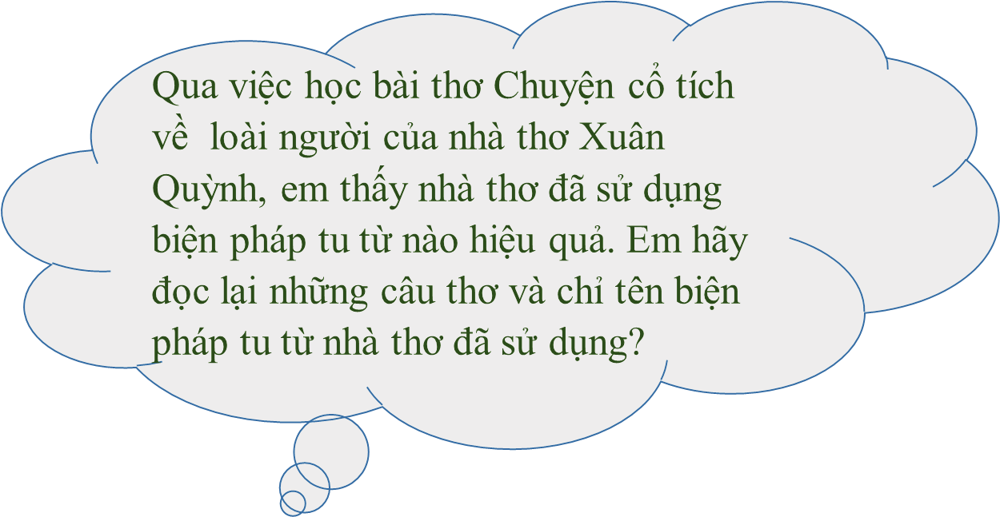 Qua việc học bài thơ Chuyện cổ tích
về loài người của nhà thơ Xuân
Quỳnh, em thấy nhà thơ đã sử dụng
biện pháp tu từ nào hiệu quả. Em hãy
đọc lại những câu thơ và chỉ tên biện
pháp tu từ nhà thơ đã sử dụng?